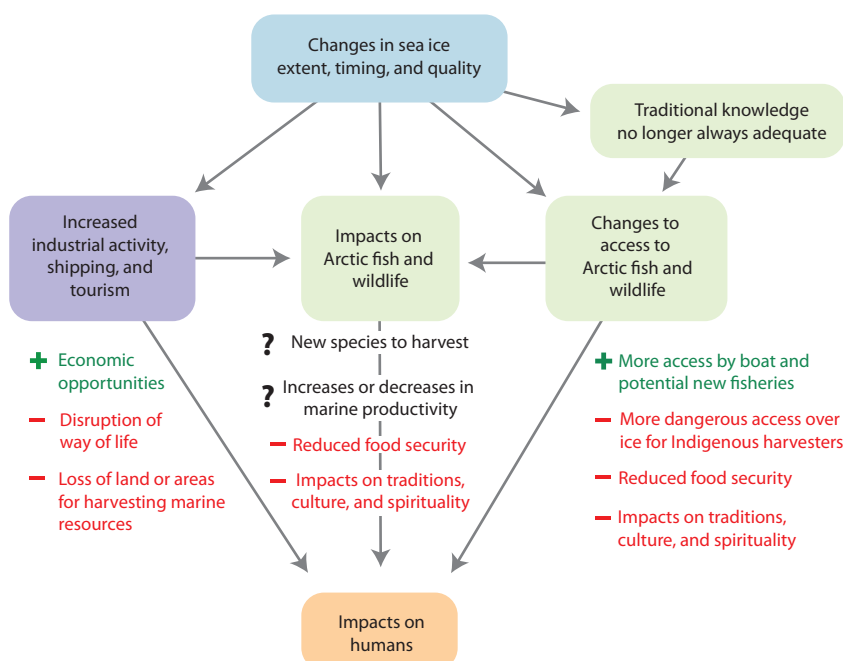 Changes in sea ice
extent, timing, and quality
Traditional knowledge
no longer always adequate
Increased
industrial activity,
shipping, and
tourism
Impacts on
Arctic fish and
wildlife
Changes to
access to
Arctic fish and
wildlife
+ Economic
opportunities
– Disruption of
way of life
– Loss of land or areas
for harvesting marine
resources
? New species to harvest
? Increases or decreases in
marine productivity
– Reduced food security
– Impacts on traditions,
culture, and spirituality
+ More access by boat and
potential new fisheries
– More dangerous access over
ice for Indigenous harvesters
– Reduced food security
– Impacts on traditions,
culture, and spirituality
Impacts on
humans